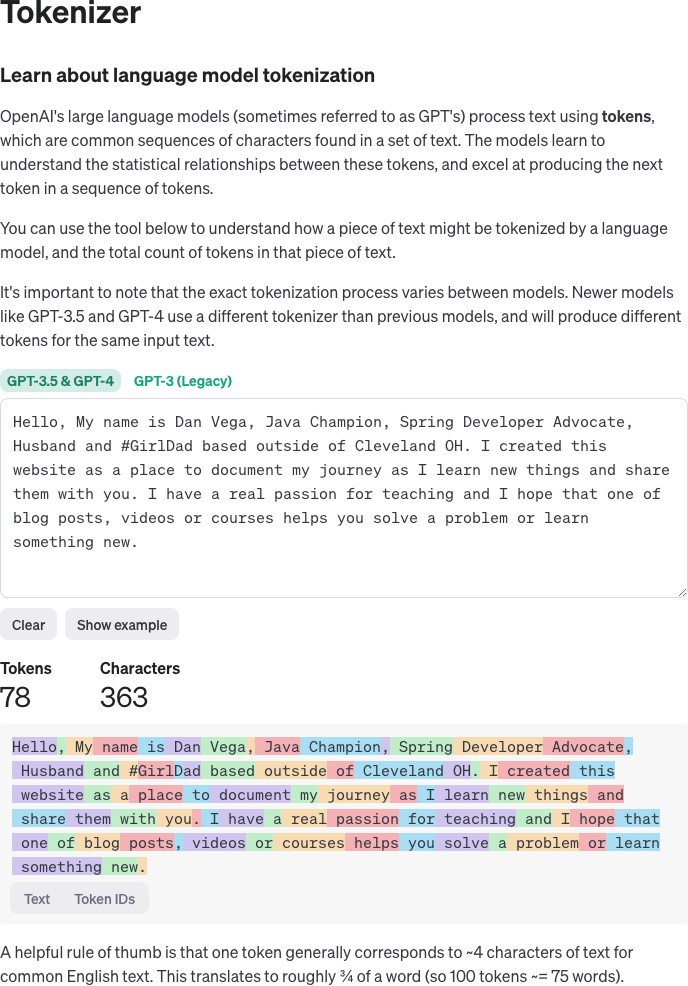 Tokenizer
Learn about language model tokenization
OpenAI's large language models (sometimes referred to as GPT's) process text using tokens,
which are common sequences of characters found in a set of text. The models learn to
understand the statistical relationships between these tokens, and excel at producing the next
token in a sequence of tokens.
You can use the tool below to understand how a piece of text might be tokenized by a language
model, and the total count of tokens in that piece of text.
It's important to note that the exact tokenization process varies between models. Newer models
like GPT-3.5 and GPT-4 use a different tokenizer than previous models, and will produce different
tokens for the same input text.
GPT-3.5 & GPT-4 GPT-3 (Legacy)
Hello, My name is Dan Vega, Java Champion, Spring Developer Advocate,
Husband and #GirlDad based outside of Cleveland OH. I created this
website as a place to document my journey as I learn new things and share
them with you. I have a real passion for teaching and I hope that one of
blog posts, videos or courses helps you solve a problem or learn
something new.
Clear Show example
Tokens Characters
78 363
Hello, My name is Dan Vega, Java Champion, Spring Developer Advocate,
Husband and #GirlDad based outside of Cleveland OH. I created this
website as a place to document my journey as I learn new things and
share them with you. I have a real passion for teaching and I hope that
one of blog posts, videos or courses helps you solve a problem or learn
something new.
Text Token IDs
A helpful rule of thumb is that one token generally corresponds to ~4 characters of text for
common English text. This translates to roughly ¾ of a word (so 100 tokens ~= 75 words).